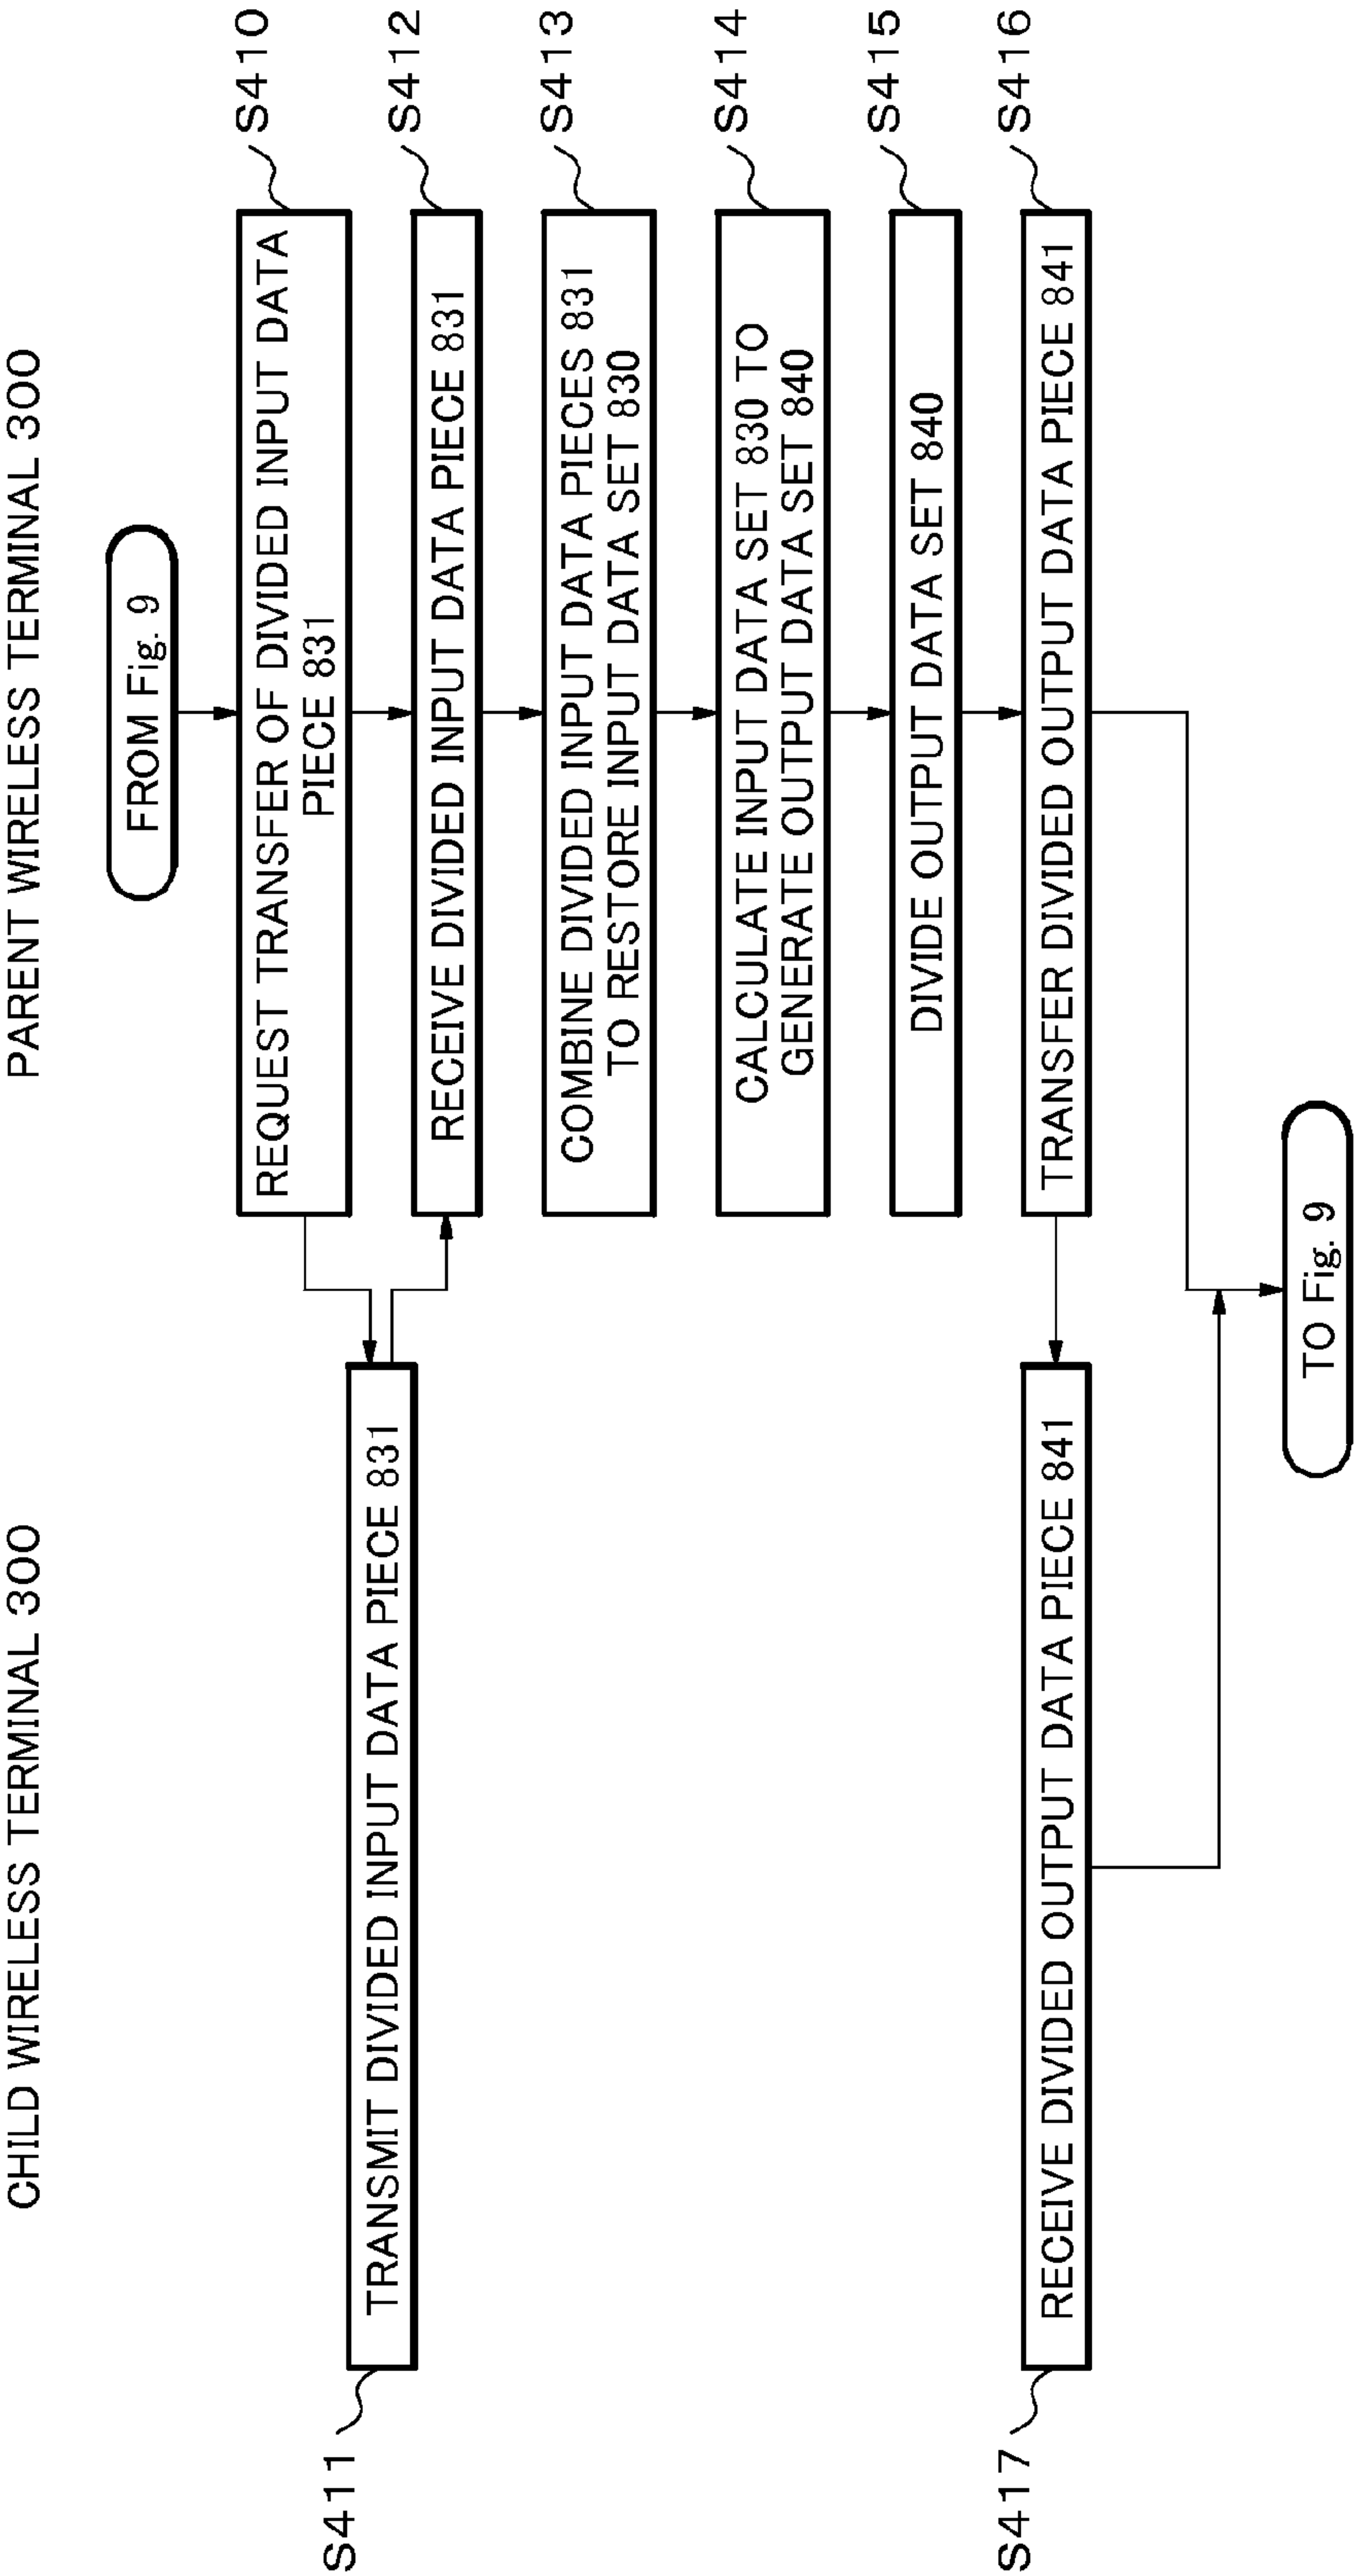 CHILD WIRELESS TERMINAL 300
PARENT WIRELESS TERMINAL 300
FROM Fig. 9
REQUEST TRANSFER OF DIVIDED INPUT DATA
PIECE 831
S410
S411
TRANSMIT DIVIDED INPUT DATA PIECE 831
RECEIVE DIVIDED INPUT DATA PIECE 831
S412
COMBINE DIVIDED INPUT DATA PIECES 831
TO RESTORE INPUT DATA SET 830
S413
CALCULATE INPUT DATA SET 830 TO
GENERATE OUTPUT DATA SET 840
S414
DIVIDE OUTPUT DATA SET 840
S415
TRANSFER DIVIDED OUTPUT DATA PIECE 841
S416
S417
RECEIVE DIVIDED OUTPUT DATA PIECE 841
TO Fig. 9